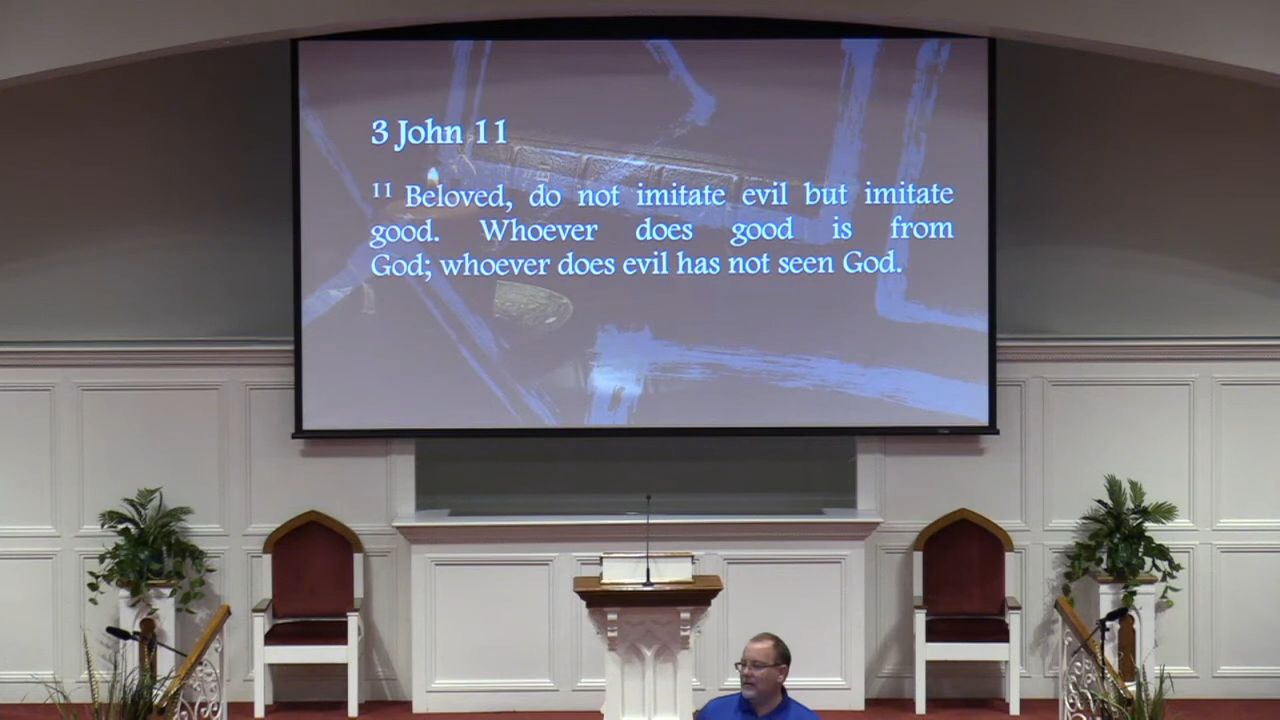 3 John 11
11 Beloved, do not imitate evil but imitate
good. Whoever does good is from
God; whoever does evil has not seen God.